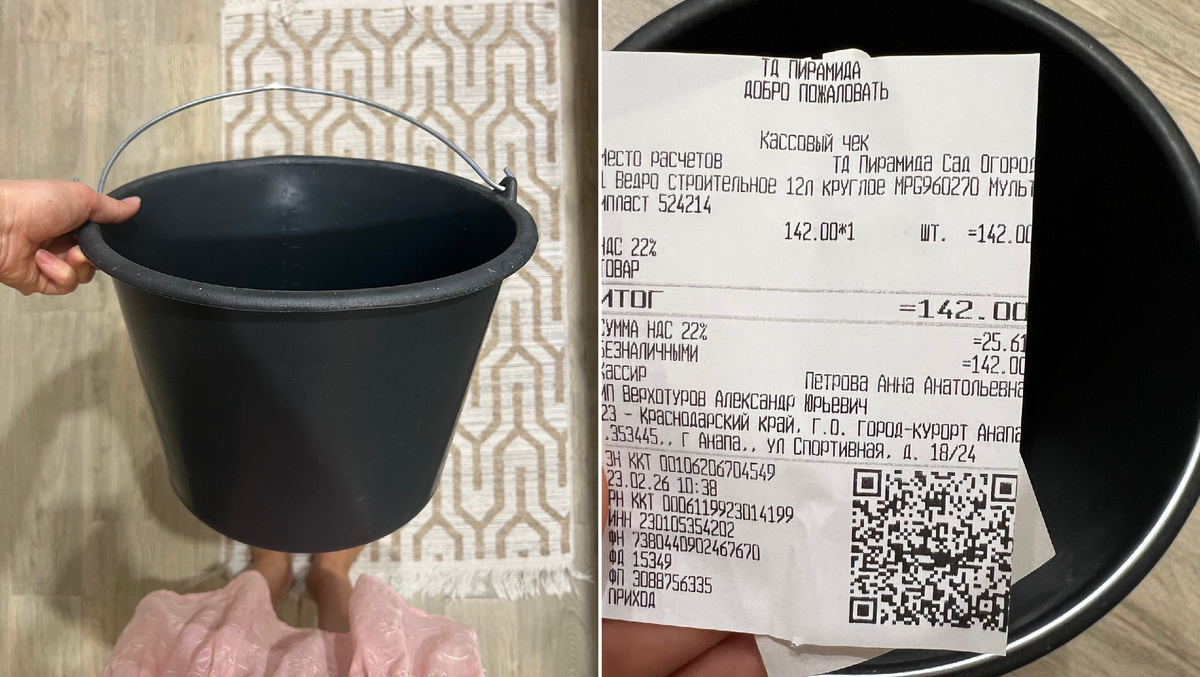 ТД ПИРАМИДА
ДОБРО ПОЖАЛОВАТЬ
Кассовый чек
Место расчетов ТД Пирамида Сад Огород
1 Ведро строительное 12л круглое MPG960270 Мульт
ипласт 524214
142.00*1 шт. =142.00
НДС 22%
ТОВАР
ИТОГ =142.00
СУММА НДС 22% =25.61
БЕЗНАЛИЧНЫМИ =142.00
Кассир Петрова Анна Анатольевна
ИП Верхотуров Александр Юрьевич
23 - Краснодарский край, Г.О. город-курорт Анапа
,353445,, г Анапа,, ул Спортивная, д. 18/24
ЗН ККТ 00106206704549
23.02.26 10:38
РН ККТ 0006119923014199
ИНН 230105354202
ФН 7380440902467670
ФД 15349
ФП 3088756335
ПРИХОД